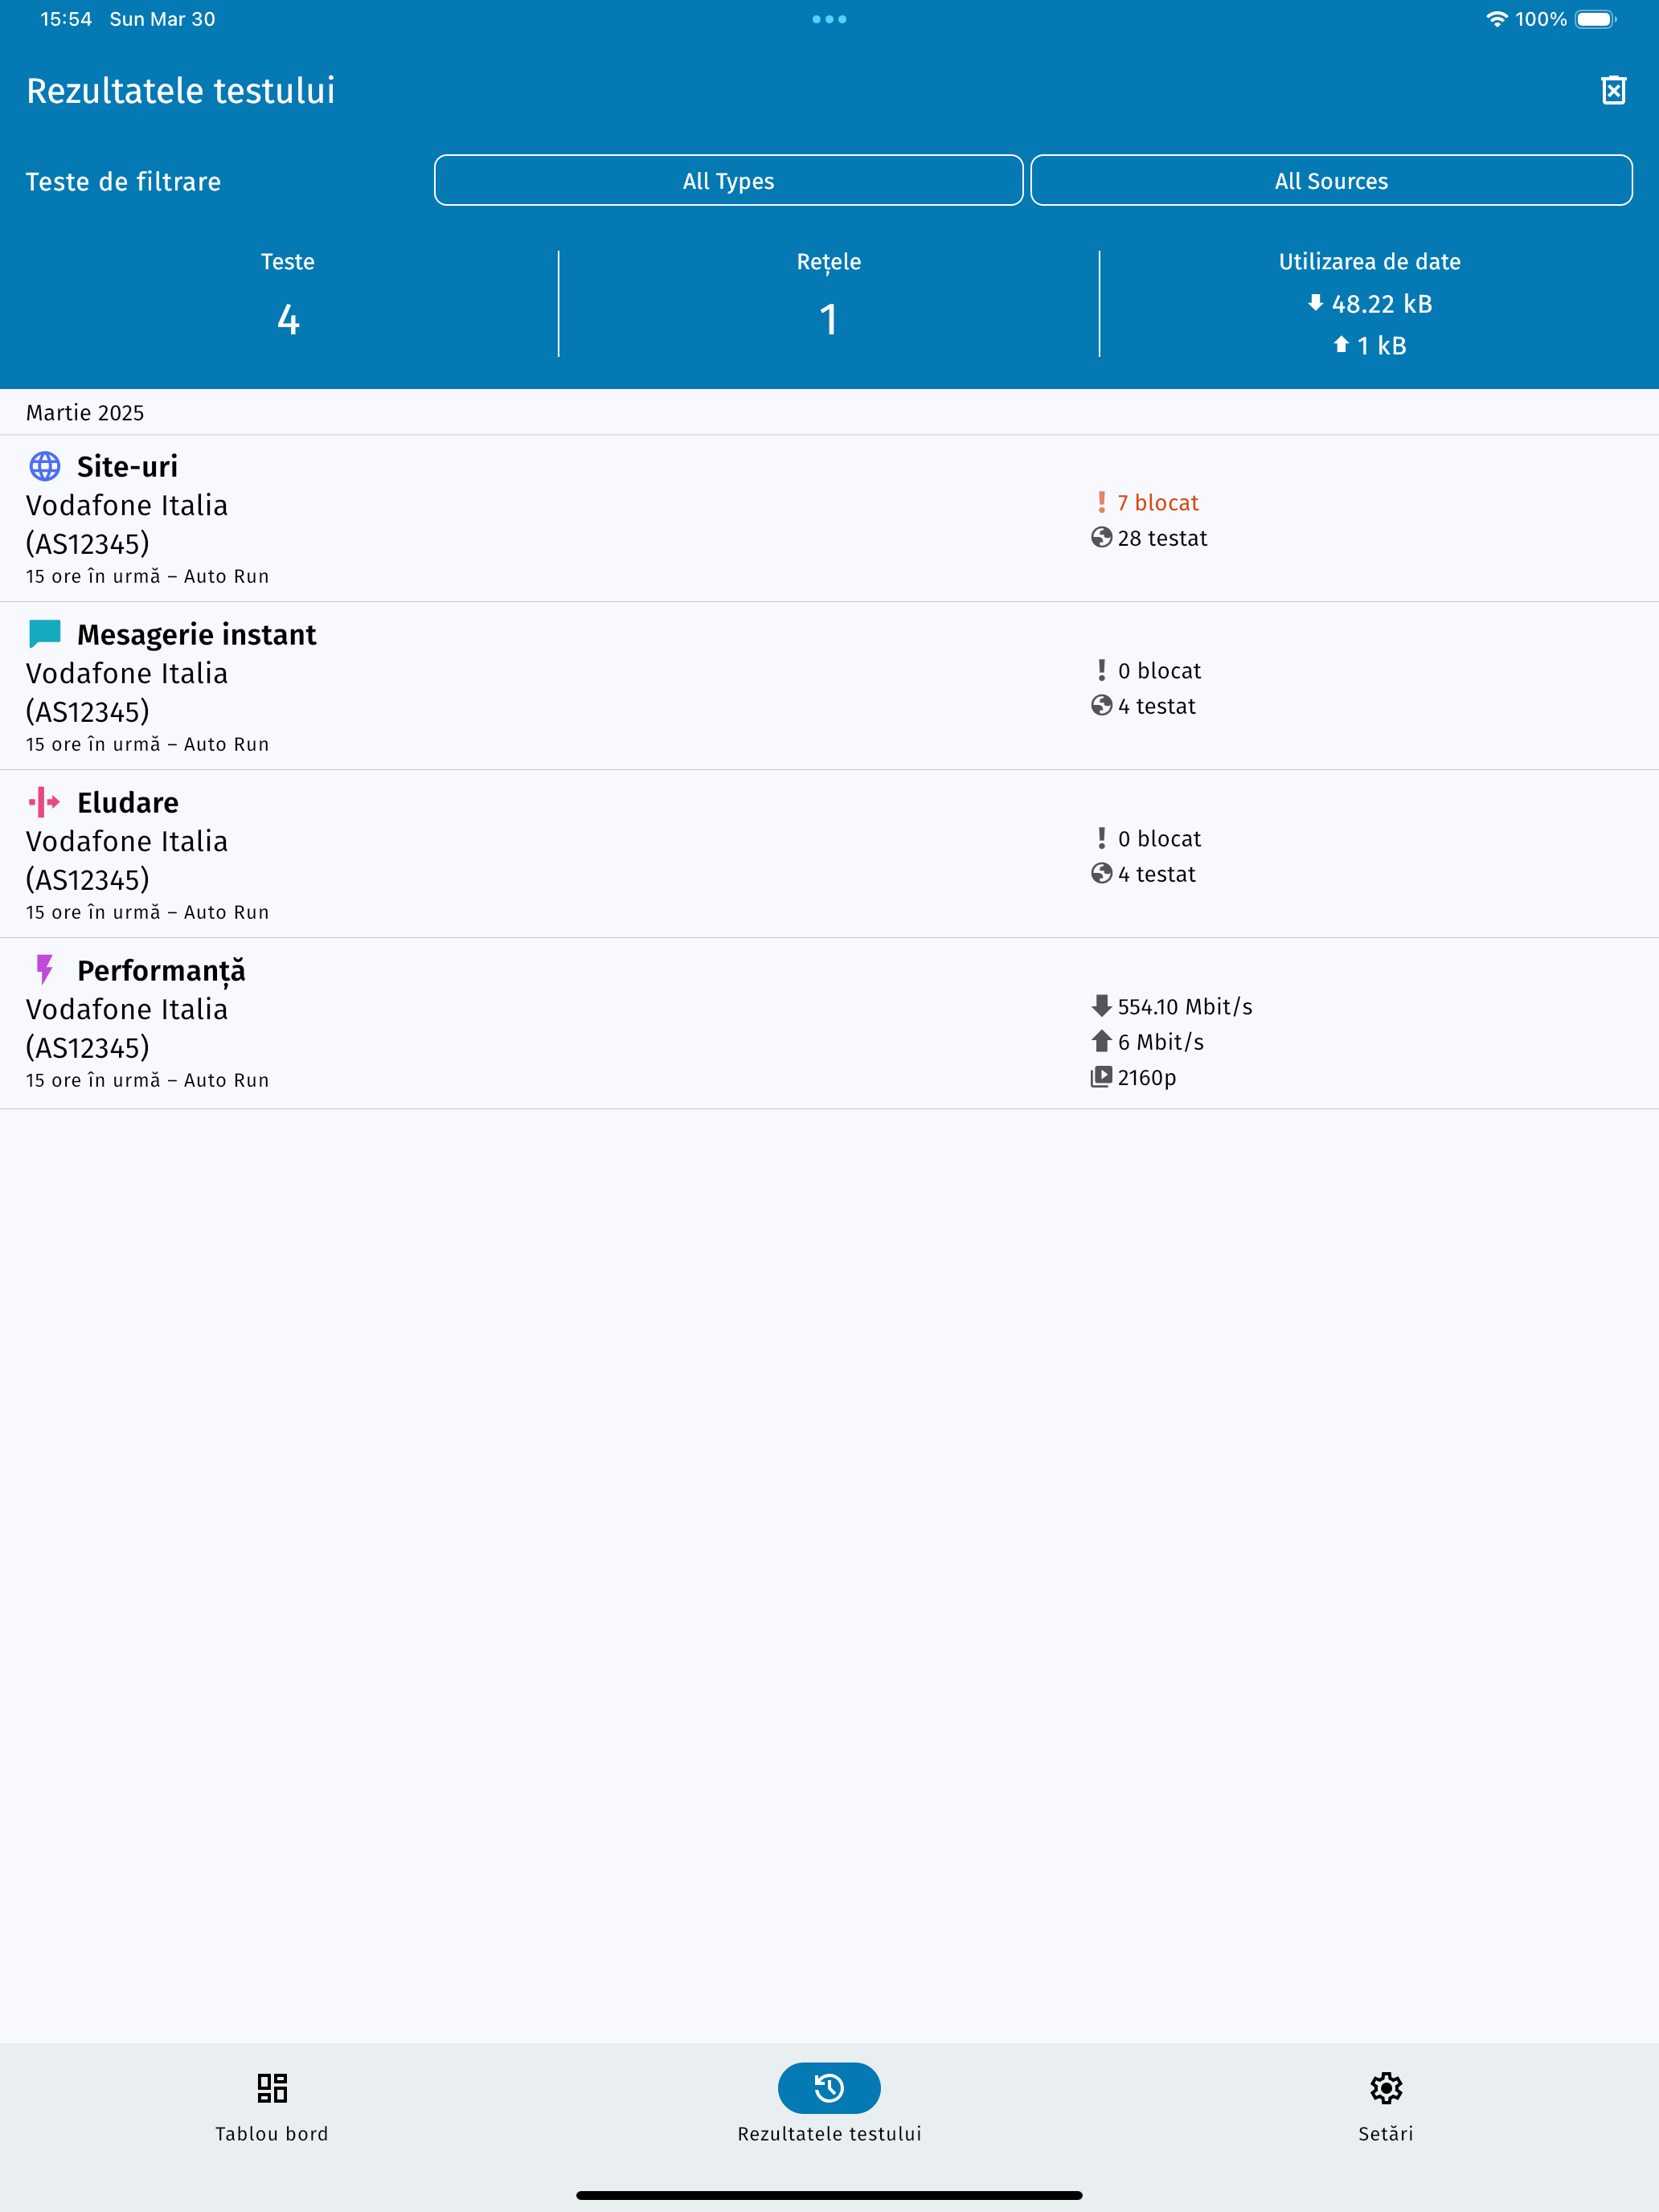 15:54 Sun Mar 30
100%
Rezultatele testului
Teste de filtrare
All Types
All Sources
Teste
4
Rețele
1
Utilizarea de date
48.22 kB
1 kB
Martie 2025
Site-uri
Vodafone Italia
(AS12345)
15 ore în urmă – Auto Run
7 blocat
28 testat
Mesagerie instant
Vodafone Italia
(AS12345)
15 ore în urmă – Auto Run
0 blocat
4 testat
Eludare
Vodafone Italia
(AS12345)
15 ore în urmă – Auto Run
0 blocat
4 testat
Performanță
Vodafone Italia
(AS12345)
15 ore în urmă – Auto Run
554.10 Mbit/s
6 Mbit/s
2160p
Tablou bord
Rezultatele testului
Setări